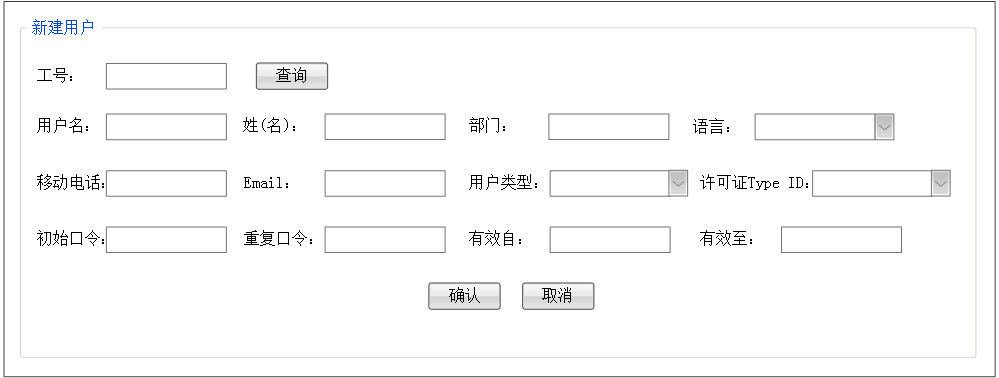 新建用户
工号： 查询
用户名： 姓(名)： 部门： 语言：
移动电话： Email： 用户类型： 许可证Type ID：
初始口令： 重复口令： 有效自： 有效至：
确认 取消